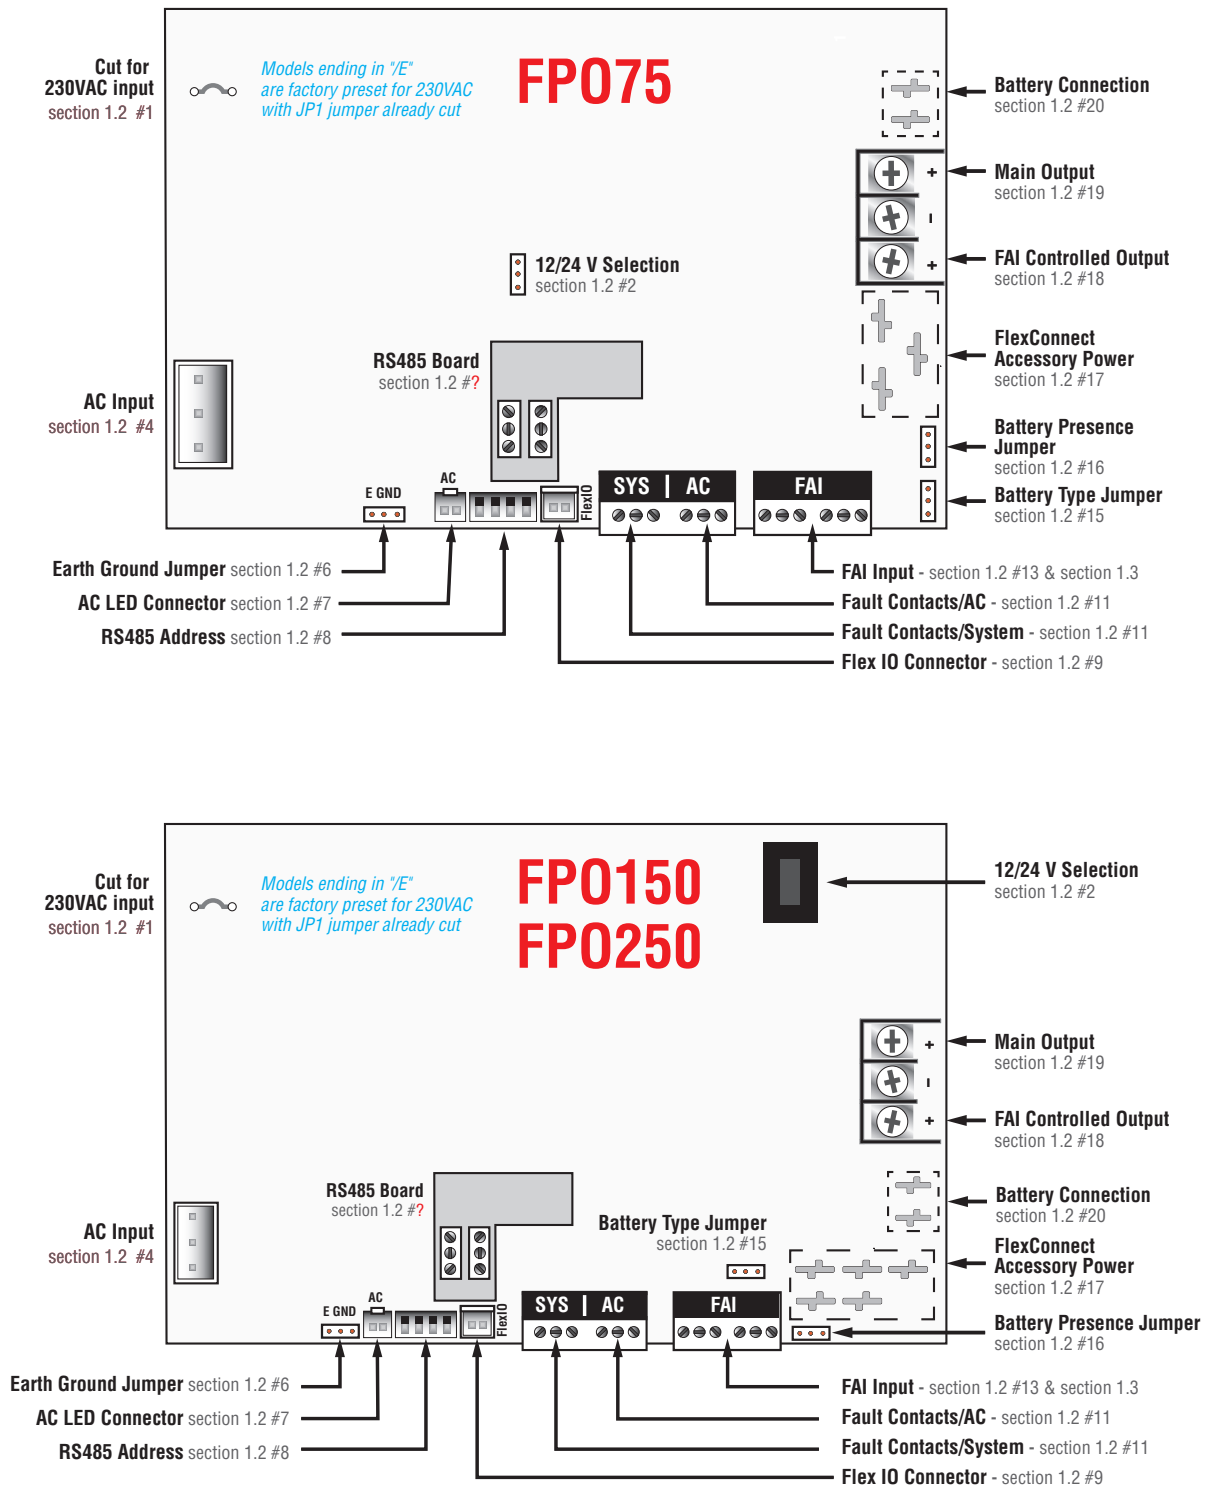 FPO75
Cut for
230VAC input
section 1.2 #1
Models ending in "/E"
are factory preset for 230VAC
with JP1 jumper already cut
Battery Connection
section 1.2 #20
Main Output
section 1.2 #19
+
-
+
FAI Controlled Output
section 1.2 #18
12/24 V Selection
section 1.2 #2
FlexConnect
Accessory Power
section 1.2 #17
RS485 Board
section 1.2 #?
AC Input
section 1.2 #4
Battery Presence
Jumper
section 1.2 #16
Battery Type Jumper
section 1.2 #15
E GND
AC
FlexIO
SYS | AC
FAI
Earth Ground Jumper section 1.2 #6
AC LED Connector section 1.2 #7
RS485 Address section 1.2 #8
FAI Input - section 1.2 #13 & section 1.3
Fault Contacts/AC - section 1.2 #11
Fault Contacts/System - section 1.2 #11
Flex IO Connector - section 1.2 #9
FPO150
FPO250
Cut for
230VAC input
section 1.2 #1
Models ending in "/E"
are factory preset for 230VAC
with JP1 jumper already cut
12/24 V Selection
section 1.2 #2
Main Output
section 1.2 #19
+
-
+
FAI Controlled Output
section 1.2 #18
RS485 Board
section 1.2 #?
Battery Connection
section 1.2 #20
AC Input
section 1.2 #4
Battery Type Jumper
section 1.2 #15
FlexConnect
Accessory Power
section 1.2 #17
Battery Presence Jumper
section 1.2 #16
E GND
AC
FlexIO
SYS | AC
FAI
Earth Ground Jumper section 1.2 #6
AC LED Connector section 1.2 #7
RS485 Address section 1.2 #8
FAI Input - section 1.2 #13 & section 1.3
Fault Contacts/AC - section 1.2 #11
Fault Contacts/System - section 1.2 #11
Flex IO Connector - section 1.2 #9